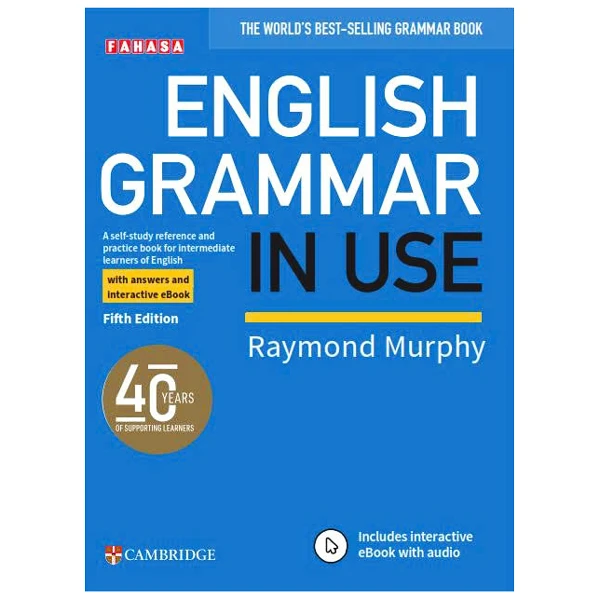 THE WORLD'S BEST-SELLING GRAMMAR BOOK
FAHASA
ENGLISH
GRAMMAR
IN USE
A self-study reference and
practice book for intermediate
learners of English
with answers and
interactive eBook
Fifth Edition
Raymond Murphy
40 YEARS
OF SUPPORTING LEARNERS
CAMBRIDGE
Includes interactive
eBook with audio